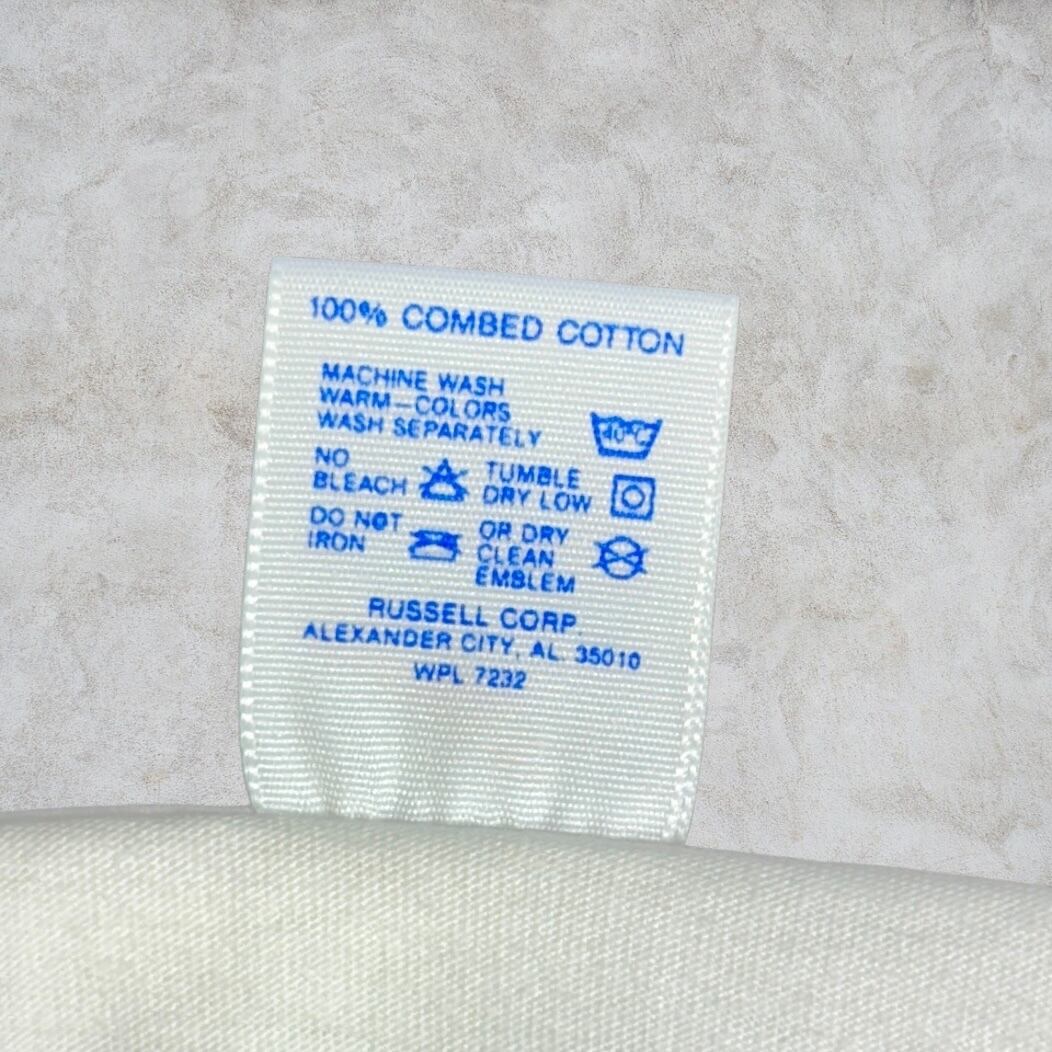 100% COMBED COTTON
MACHINE WASH
WARM—COLORS
WASH SEPARATELY
40°C
NO
BLEACH
TUMBLE
DRY LOW
DO NOT
IRON
OR DRY
CLEAN
EMBLEM
RUSSELL CORP.
ALEXANDER CITY, AL. 35010
WPL 7232